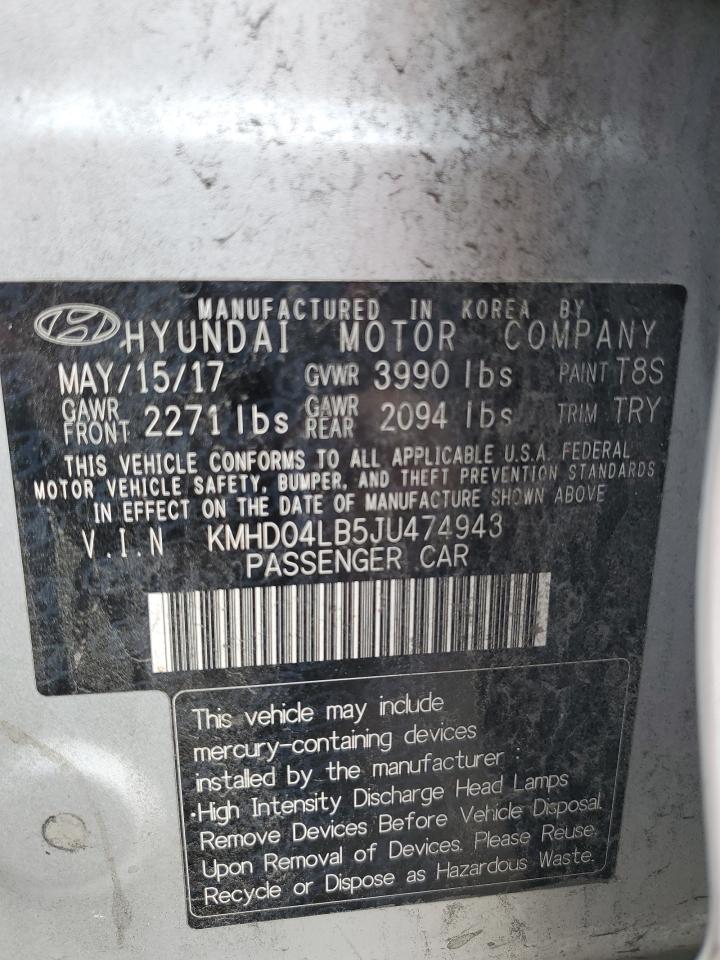 MANUFACTURED IN KOREA BY
HYUNDAI MOTOR COMPANY
MAY/15/17 GVWR 3990 lbs PAINT T8S
GAWR FRONT 2271 lbs GAWR REAR 2094 lbs TRIM TRY
THIS VEHICLE CONFORMS TO ALL APPLICABLE U.S.A. FEDERAL
MOTOR VEHICLE SAFETY, BUMPER, AND THEFT PREVENTION STANDARDS
IN EFFECT ON THE DATE OF MANUFACTURE SHOWN ABOVE
V.I.N KMHD04LB5JU474943
PASSENGER CAR
This vehicle may include
mercury-containing devices
installed by the manufacturer :
·High Intensity Discharge Head Lamps
Remove Devices Before Vehicle Disposal.
Upon Removal of Devices. Please Reuse,
Recycle or Dispose as Hazardous Waste.